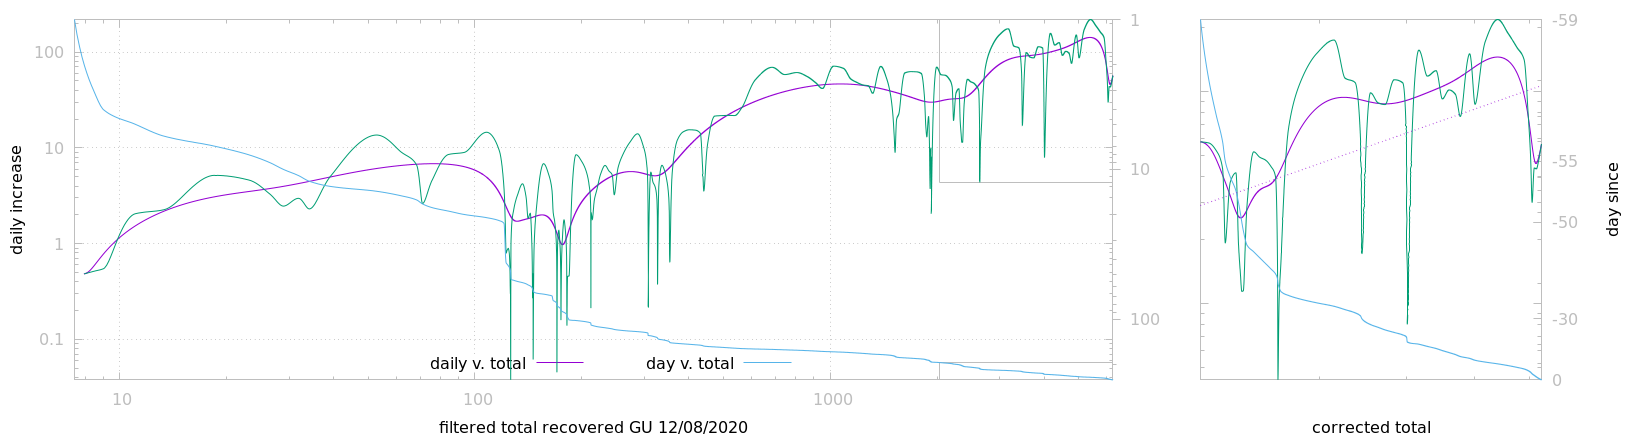 daily increase
100
10
1
0.1
daily v. total
day v. total
10
100
1000
filtered total recovered GU 12/08/2020
1
10
100
-59
-55
-50
-30
0
day since
corrected total